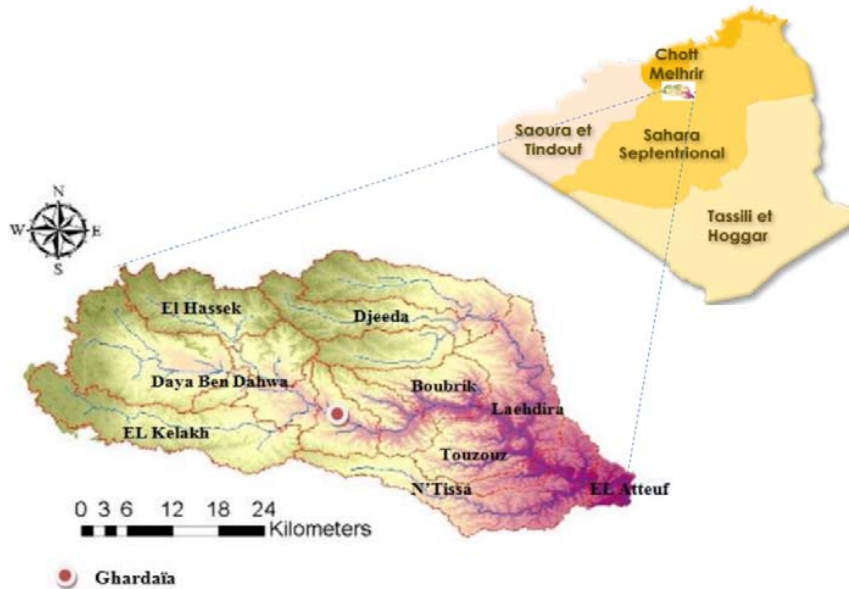 Chott
Melhrir
Saoura et
Tindouf
Sahara
Septentrional
Tassili et
Hoggar
N
W E
S
El Hassek
Djeeda
Daya Ben Dahwa
Boubrik
Laehdira
EL Kelakh
Touzouz
N'Tissa
EL Atteuf
0 3 6 12 18 24
Kilometers
Ghardaïa